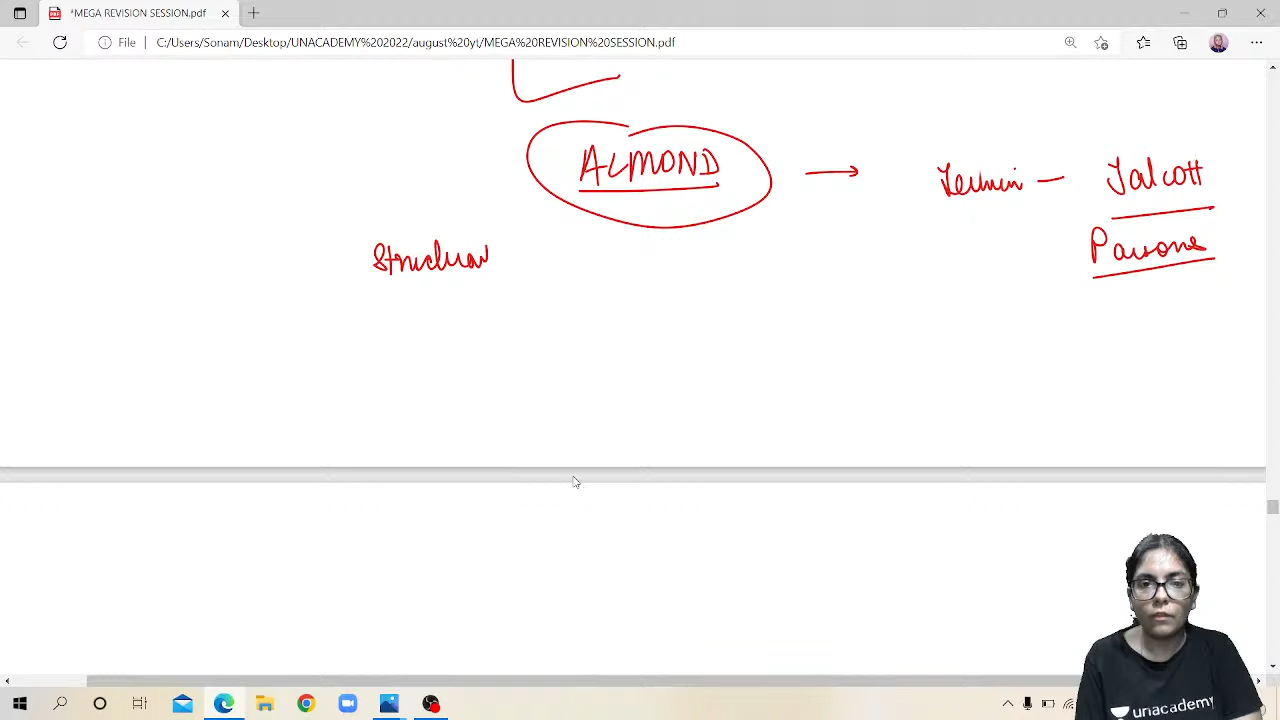 *MEGA REVISION SESSION.pdf
File C:/Users/Sonam/Desktop/UNACADEMY%202022/august%20yt/MEGA%20REVISION%20SESSION.pdf
ALMOND → — Talcott
Parsons
Structural
unacademy